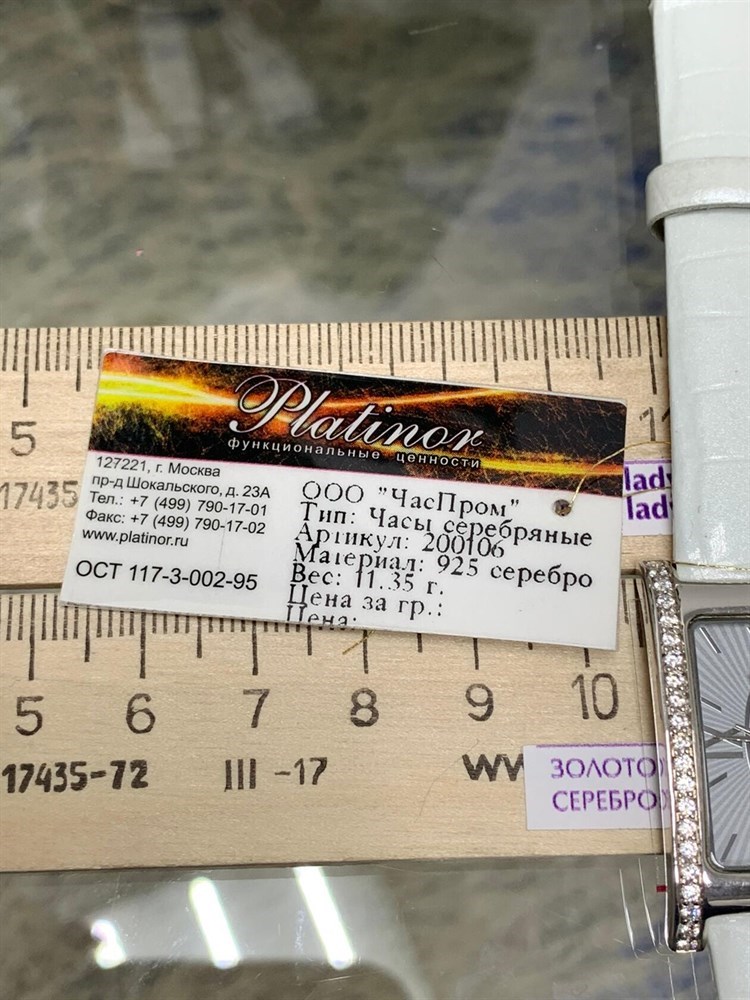 5
11
17435
Platinor
функциональные ценности
127221, г. Москва
пр-д Шокальского, д. 23А
Тел.: +7 (499) 790-17-01
Факс: +7 (499) 790-17-02
www.platinor.ru
ОСТ 117-3-002-95
ООО "ЧасПром"
Тип: Часы серебряные
Артикул: 200106
Материал: 925 серебро
Вес: 11.35 г.
Цена за гр.:
Цена:
lady
lady
5 6 7 8 9 10
17435-72 III -17
ЗОЛОТО
СЕРЕБРО